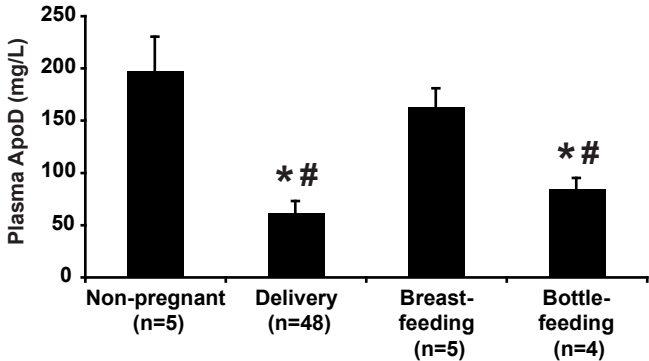 Plasma ApoD (mg/L)
250
200
150
100
50
0
*#
*#
Non-pregnant
(n=5)
Delivery
(n=48)
Breast-
feeding
(n=5)
Bottle-
feeding
(n=4)